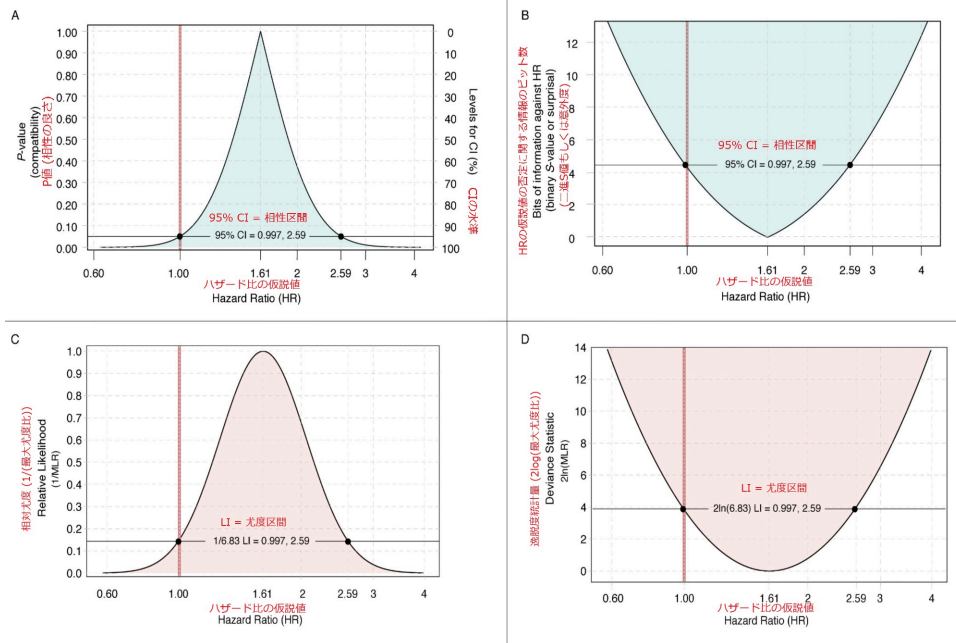 A
P値 (相性の良さ)
P-value
(compatibility)
1.00
0.90
0.80
0.70
0.60
0.50
0.40
0.30
0.20
0.10
0.00
0
10
20
30
40
50
60
70
80
90
100
Levels for CI (%)
CIの水準
95% CI = 相性区間
95% CI = 0.997, 2.59
0.60 1.00 1.61 2 2.59 3 4
ハザード比の仮説値
Hazard Ratio (HR)
B
HRの仮説値の否定に関する情報のビット数
Bits of information against HR
(binary S-value or surprisal)
(二進S値もしくは意外度)
12
10
8
6
4
2
0
95% CI = 相性区間
95% CI = 0.997, 2.59
0.60 1.00 1.61 2 2.59 3 4
ハザード比の仮説値
Hazard Ratio (HR)
C
相対尤度 (1/(最大尤度比))
Relative Likelihood
(1/MLR)
1.0
0.9
0.8
0.7
0.6
0.5
0.4
0.3
0.2
0.1
0.0
LI = 尤度区間
1/6.83 LI = 0.997, 2.59
0.60 1.00 1.61 2 2.59 3 4
ハザード比の仮説値
Hazard Ratio (HR)
D
逸脱度統計量 (2log(最大尤度比))
Deviance Statistic
2ln(MLR)
14
12
10
8
6
4
2
0
LI = 尤度区間
2ln(6.83) LI = 0.997, 2.59
0.60 1.00 1.61 2 2.59 3 4
ハザード比の仮説値
Hazard Ratio (HR)